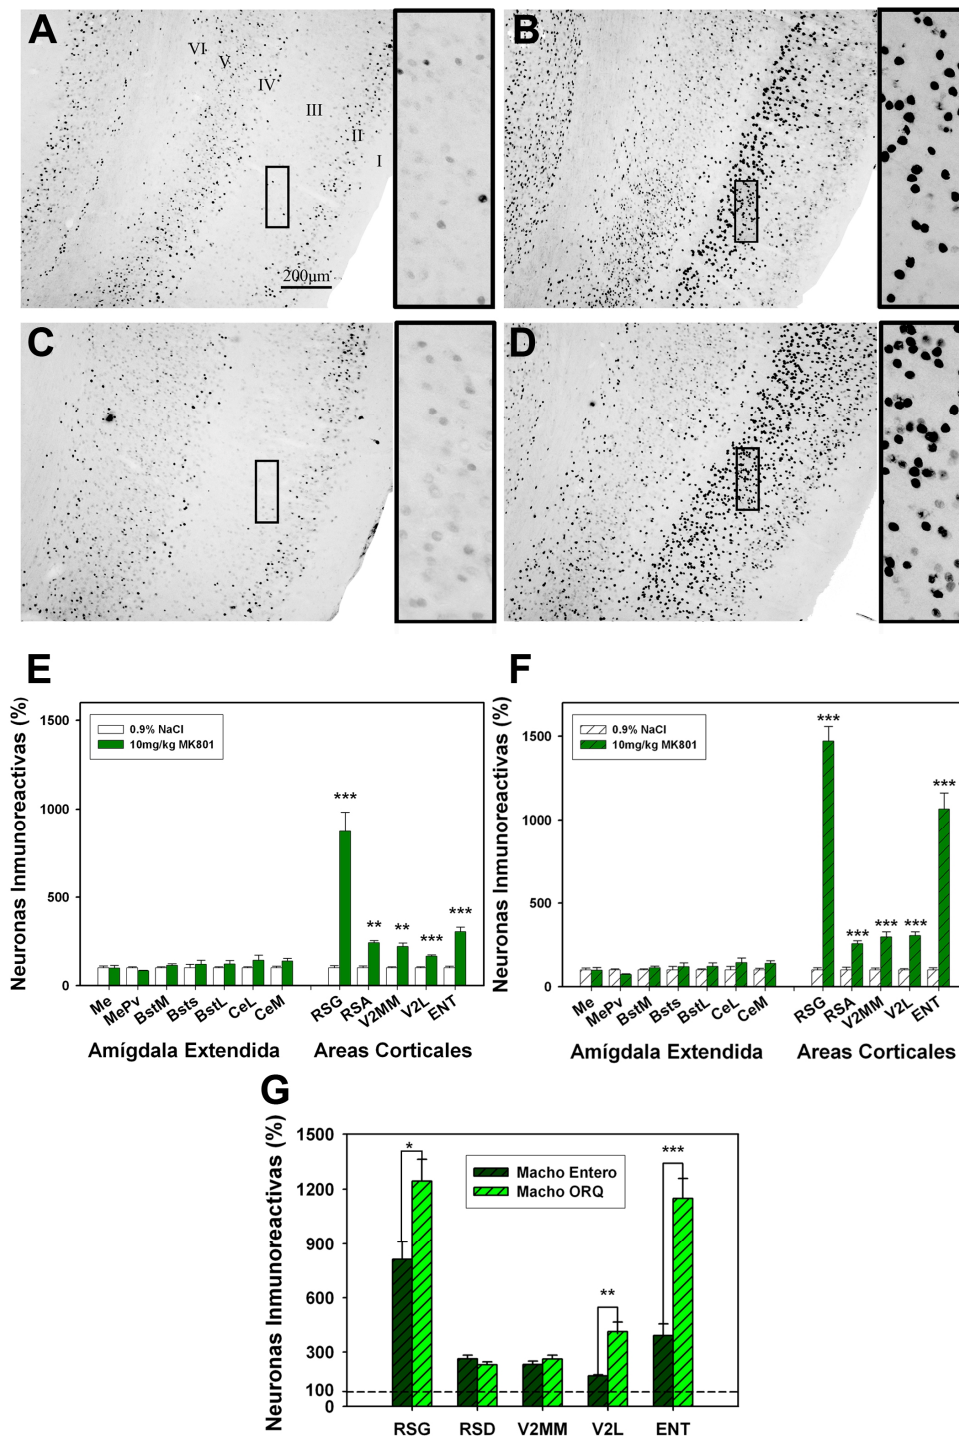 A
VI
V
IV
III
II
I
200µm
B
C
D
E
Neuronas Inmunoreactivas (%)
1500
1000
500
0
0.9% NaCl
10mg/kg MK801
***
**
**
***
***
Me
MePv
BstM
Bsts
BstL
CeL
CeM
RSG
RSA
V2MM
V2L
ENT
Amígdala Extendida
Areas Corticales
F
Neuronas Inmunoreactivas (%)
1500
1000
500
0
0.9% NaCl
10mg/kg MK801
***
***
***
***
***
Me
MePv
BstM
Bsts
BstL
CeL
CeM
RSG
RSA
V2MM
V2L
ENT
Amígdala Extendida
Areas Corticales
G
Neuronas Inmunoreactivas (%)
1500
1200
900
600
300
100
0
Macho Entero
Macho ORQ
*
**
***
RSG
RSD
V2MM
V2L
ENT